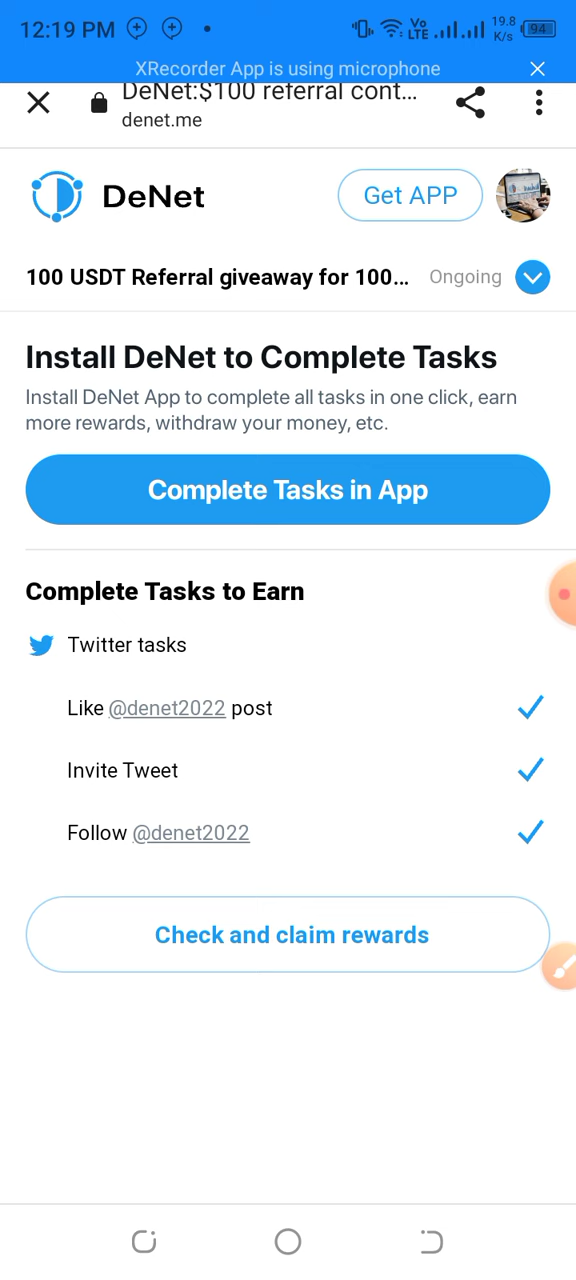 12:19 PM Vo LTE 19.8 K/s 94
XRecorder App is using microphone
DeNet:$100 referral cont...
denet.me
DeNet
Get APP
100 USDT Referral giveaway for 100... Ongoing
Install DeNet to Complete Tasks
Install DeNet App to complete all tasks in one click, earn
more rewards, withdraw your money, etc.
Complete Tasks in App
Complete Tasks to Earn
Twitter tasks
Like @denet2022 post
Invite Tweet
Follow @denet2022
Check and claim rewards